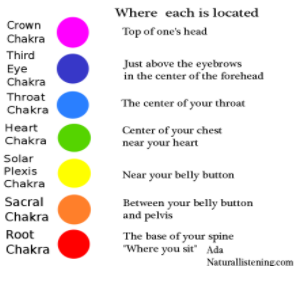 Where each is located
Crown
Chakra
Top of one's head
Third
Eye
Chakra
Just above the eyebrows
in the center of the forehead
Throat
Chakra
The center of your throat
Heart
Chakra
Center of your chest
near your heart
Solar
Plexis
Chakra
Near your belly button
Sacral
Chakra
Between your belly button
and pelvis
Root
Chakra
The base of your spine
"Where you sit" Ada
Naturallistening.com